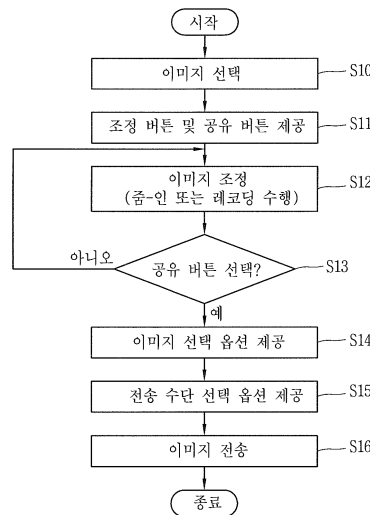 시작
이미지 선택
S10
조정 버튼 및 공유 버튼 제공
S11
이미지 조정
(줌-인 또는 레코딩 수행)
S12
아니오
공유 버튼 선택?
S13
예
이미지 선택 옵션 제공
S14
전송 수단 선택 옵션 제공
S15
이미지 전송
S16
종료